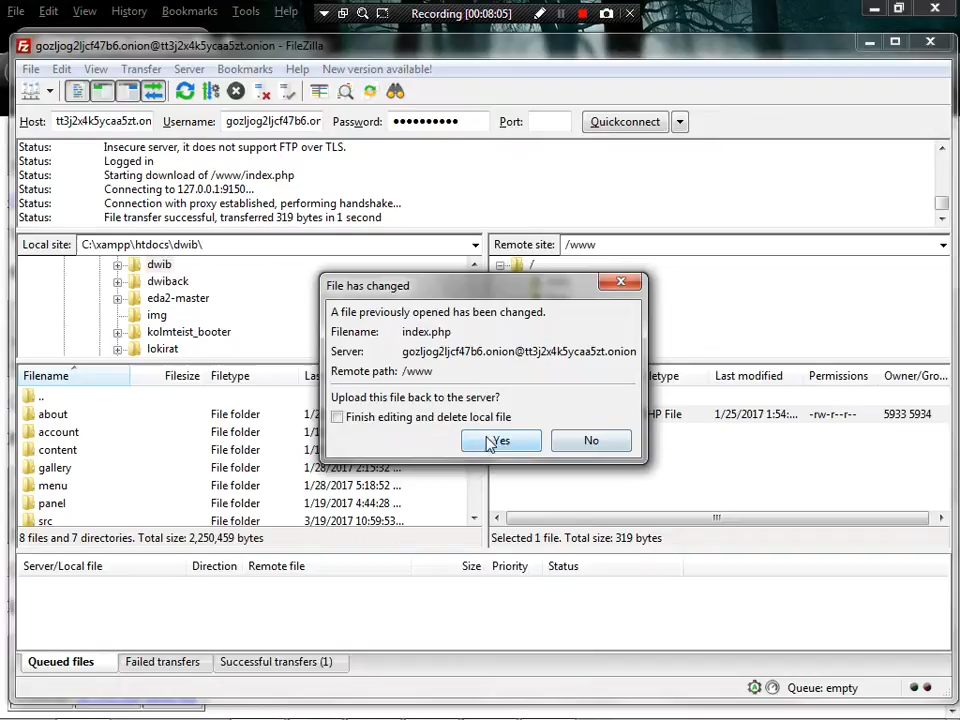 File Edit View History Bookmarks Tools Help Recording [00:08:05]
gozljog2ljcf47b6.onion@tt3j2x4k5ycaa5zt.onion - FileZilla
File Edit View Transfer Server Bookmarks Help New version available!
Host: tt3j2x4k5ycaa5zt.on Username: gozljog2ljcf47b6.or Password: ●●●●●●●●●● Port: Quickconnect
Status: Insecure server, it does not support FTP over TLS.
Status: Logged in
Status: Starting download of /www/index.php
Status: Connecting to 127.0.0.1:9150...
Status: Connection with proxy established, performing handshake...
Status: File transfer successful, transferred 319 bytes in 1 second
Local site: C:\xampp\htdocs\dwib\ Remote site: /www
dwib /
dwiback
eda2-master
img
kolmteist_booter
lokirat
File has changed
A file previously opened has been changed.
Filename: index.php
Server: gozljog2ljcf47b6.onion@tt3j2x4k5ycaa5zt.onion
Remote path: /www
Upload this file back to the server?
Finish editing and delete local file
Yes No
Filename Filesize Filetype Las letype Last modified Permissions Owner/Gro...
..
about File folder 1/25/2017 1:54:... -rw-r--r-- 5933 5934
account File folder
content File folder
gallery File folder 1/28/2017 2:15:32 ...
menu File folder 1/28/2017 5:18:52 ...
panel File folder 1/19/2017 4:44:28 ...
src File folder 3/19/2017 10:59:53...
8 files and 7 directories. Total size: 2,250,459 bytes Selected 1 file. Total size: 319 bytes
Server/Local file Direction Remote file Size Priority Status
Queued files Failed transfers Successful transfers (1)
Queue: empty